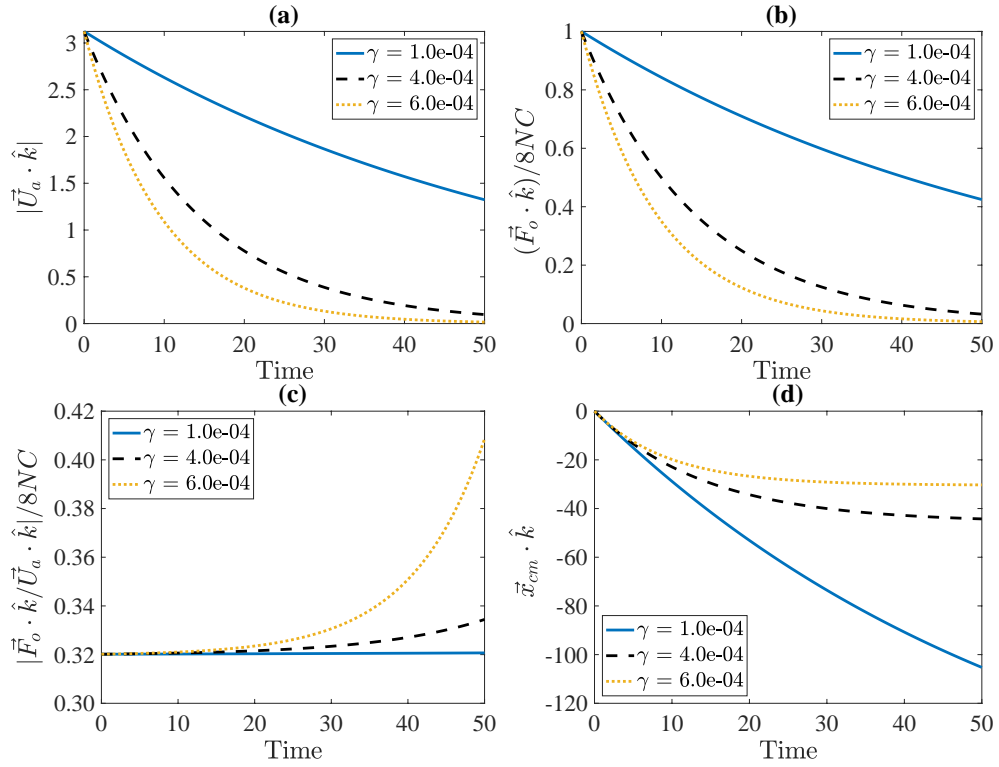 (a)
|U⃗_a · k̂|
3
2.5
2
1.5
1
0.5
0
γ = 1.0e-04
γ = 4.0e-04
γ = 6.0e-04
0 10 20 30 40 50
Time
(b)
(F⃗_o · k̂)/8NC
1
0.8
0.6
0.4
0.2
0
γ = 1.0e-04
γ = 4.0e-04
γ = 6.0e-04
0 10 20 30 40 50
Time
(c)
|F⃗_o · k̂/U⃗_a · k̂|/8NC
0.42
0.40
0.38
0.36
0.34
0.32
0.30
γ = 1.0e-04
γ = 4.0e-04
γ = 6.0e-04
0 10 20 30 40 50
Time
(d)
x⃗_cm · k̂
0
-20
-40
-60
-80
-100
-120
γ = 1.0e-04
γ = 4.0e-04
γ = 6.0e-04
0 10 20 30 40 50
Time